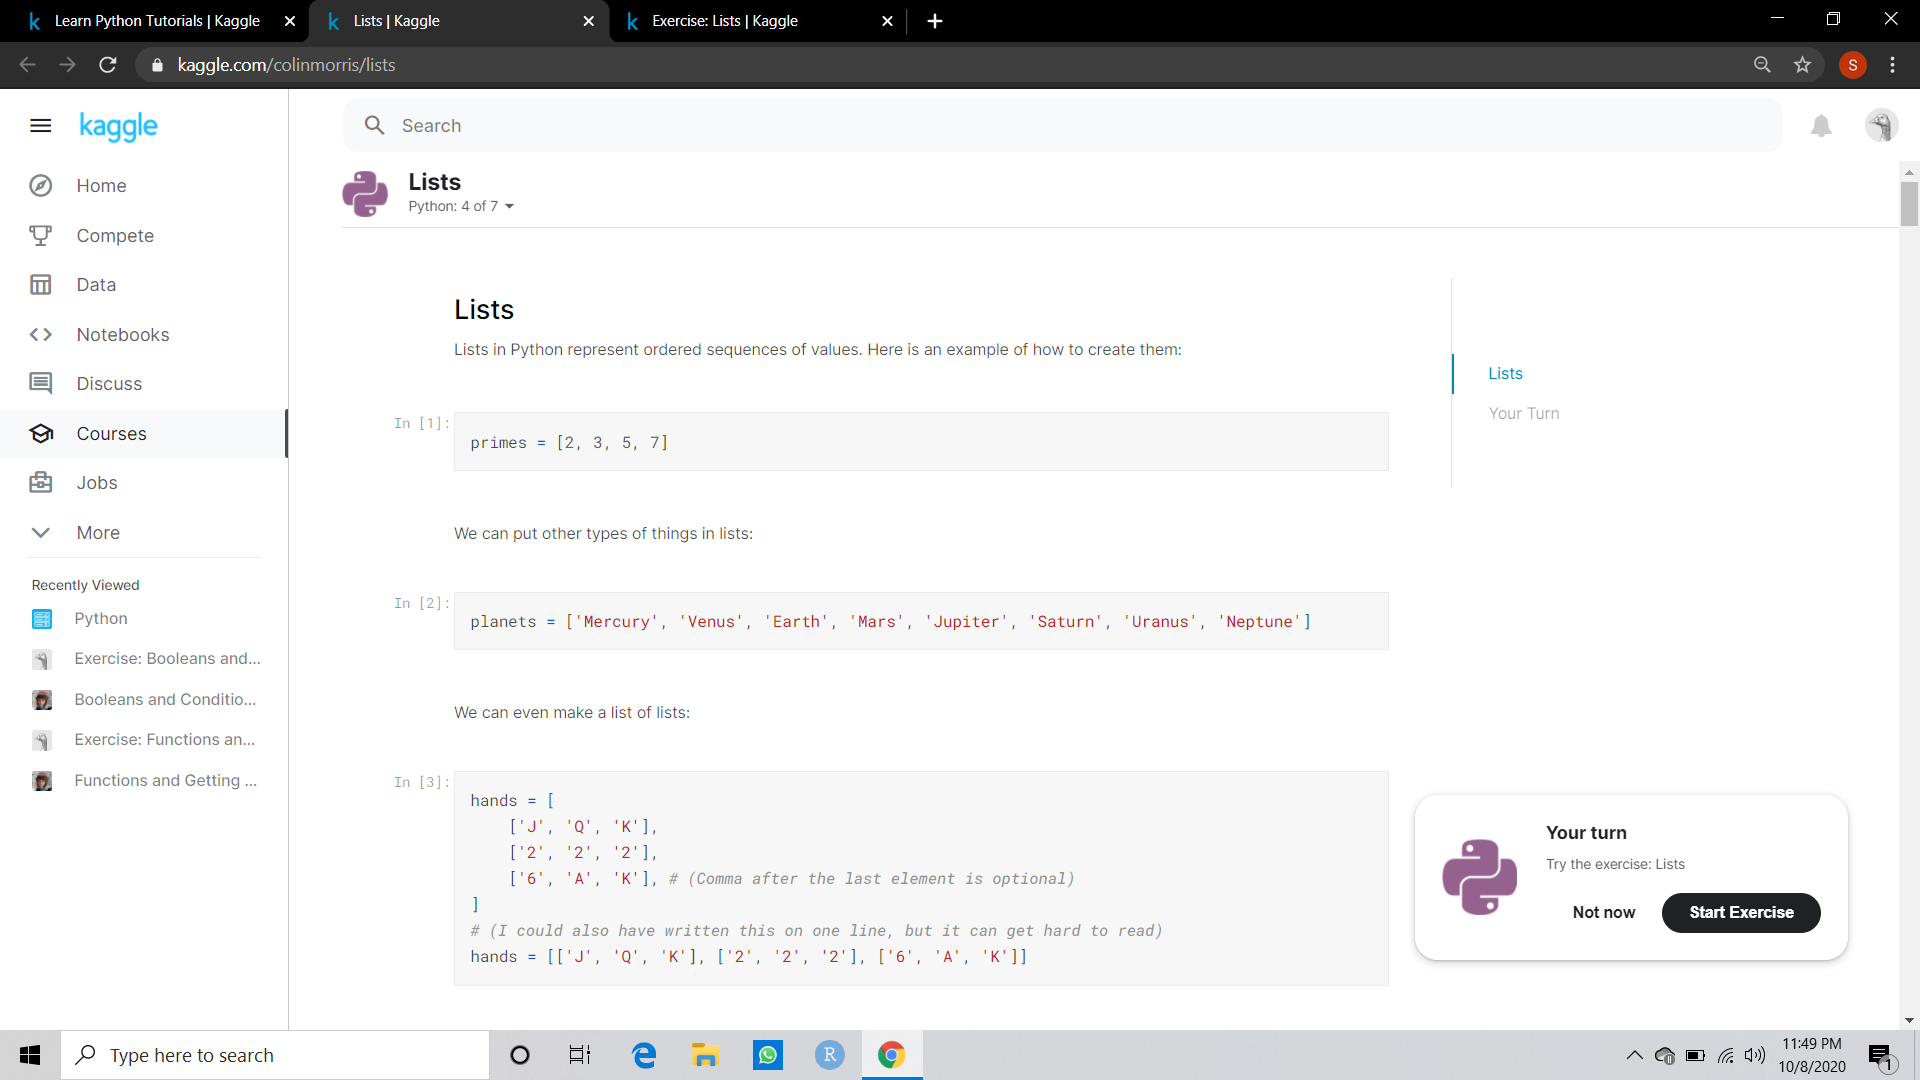 Learn Python Tutorials | Kaggle
Lists | Kaggle
Exercise: Lists | Kaggle
kaggle.com/colinmorris/lists
S
kaggle
Search
Home
Compete
Data
Notebooks
Discuss
Courses
Jobs
More
Recently Viewed
Python
Exercise: Booleans and...
Booleans and Conditio...
Exercise: Functions an...
Functions and Getting ...
Lists
Python: 4 of 7
Lists
Lists in Python represent ordered sequences of values. Here is an example of how to create them:
In [1]:
primes = [2, 3, 5, 7]
We can put other types of things in lists:
In [2]:
planets = ['Mercury', 'Venus', 'Earth', 'Mars', 'Jupiter', 'Saturn', 'Uranus', 'Neptune']
We can even make a list of lists:
In [3]:
hands = [
    ['J', 'Q', 'K'],
    ['2', '2', '2'],
    ['6', 'A', 'K'], # (Comma after the last element is optional)
]
# (I could also have written this on one line, but it can get hard to read)
hands = [['J', 'Q', 'K'], ['2', '2', '2'], ['6', 'A', 'K']]
Lists
Your Turn
Your turn
Try the exercise: Lists
Not now
Start Exercise
Type here to search
R
11:49 PM
10/8/2020
1